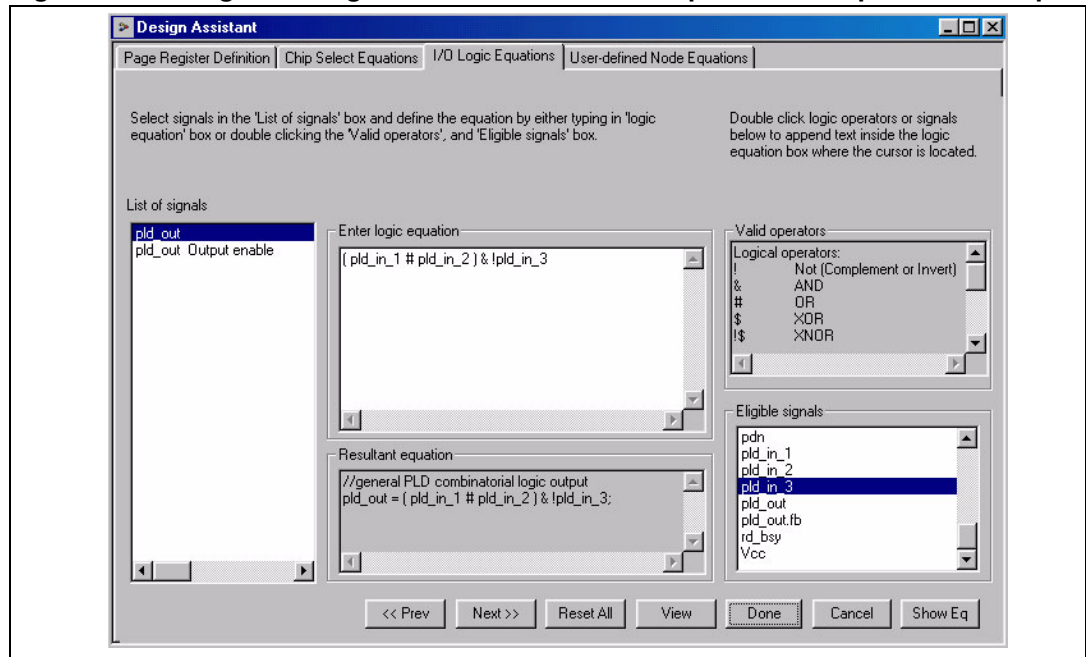 Design Assistant
Page Register Definition Chip Select Equations I/O Logic Equations User-defined Node Equations
Select signals in the 'List of signals' box and define the equation by either typing in 'logic
equation' box or double clicking the 'Valid operators', and 'Eligible signals' box.
Double click logic operators or signals
below to append text inside the logic
equation box where the cursor is located.
List of signals
pld_out
pld_out Output enable
Enter logic equation
( pld_in_1 # pld_in_2 ) & !pld_in_3
Resultant equation
//general PLD combinatorial logic output
pld_out = ( pld_in_1 # pld_in_2 ) & !pld_in_3;
Valid operators
Logical operators:
! Not (Complement or Invert)
& AND
# OR
$ XOR
!$ XNOR
Eligible signals
pdn
pld_in_1
pld_in_2
pld_in_3
pld_out
pld_out.fb
rd_bsy
Vcc
<< Prev Next >> Reset All View Done Cancel Show Eq